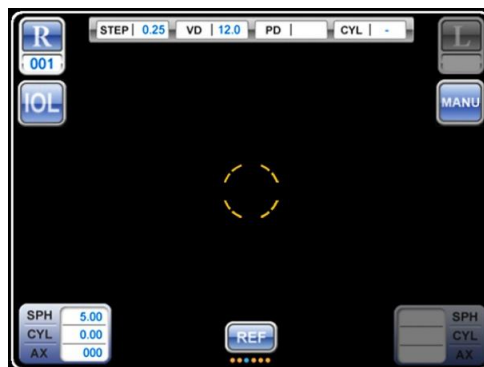 R
STEP 0.25 VD 12.0 PD CYL -
L
001
IOL
MANU
SPH 5.00
CYL 0.00
AX 000
REF
SPH
CYL
AX